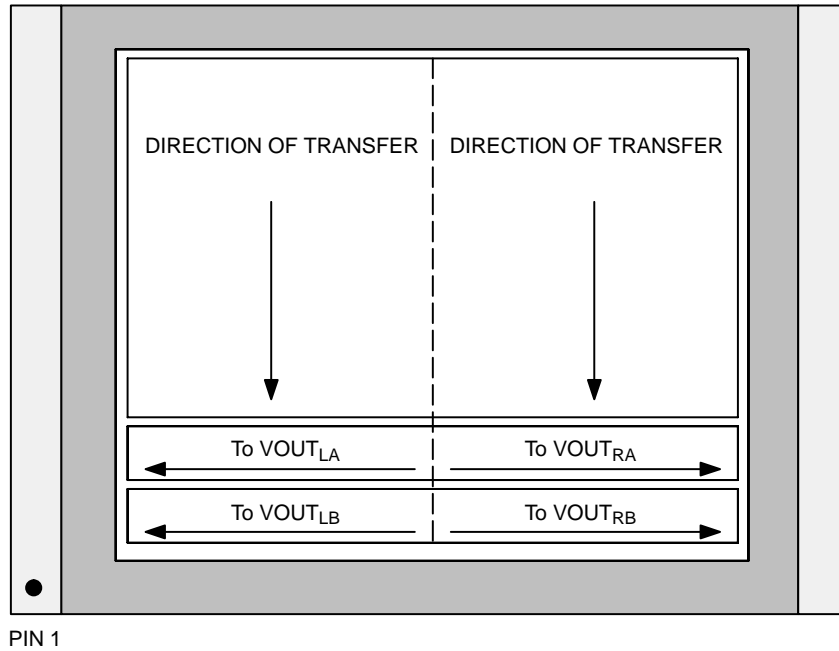 DIRECTION OF TRANSFER
DIRECTION OF TRANSFER
To VOUTLA
To VOUTRA
To VOUTLB
To VOUTRB
PIN 1